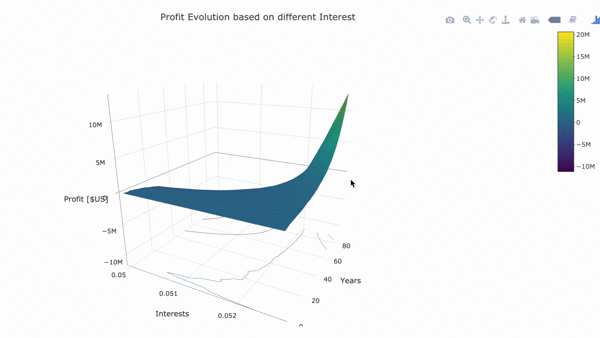 Profit Evolution based on different Interest
20M
15M
10M
5M
0
−5M
−10M
10M
5M
Profit [$US]
−5M
−10M
0.05
0.051
0.052
Interests
80
60
40
20
0
Years